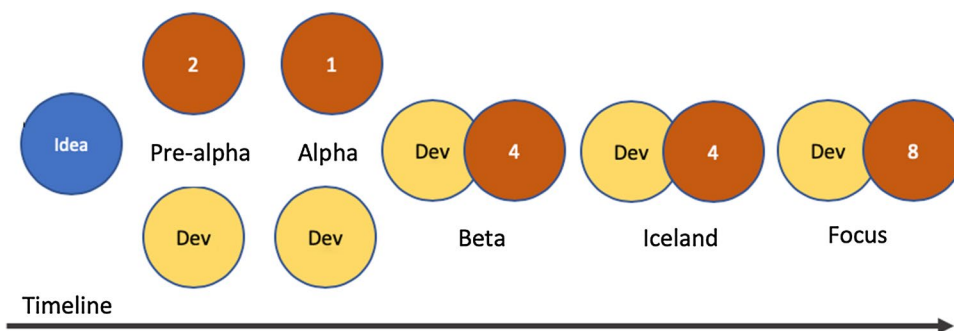 Idea
2
Pre-alpha
Dev
1
Alpha
Dev
Dev
4
Beta
Dev
4
Iceland
Dev
8
Focus
Timeline